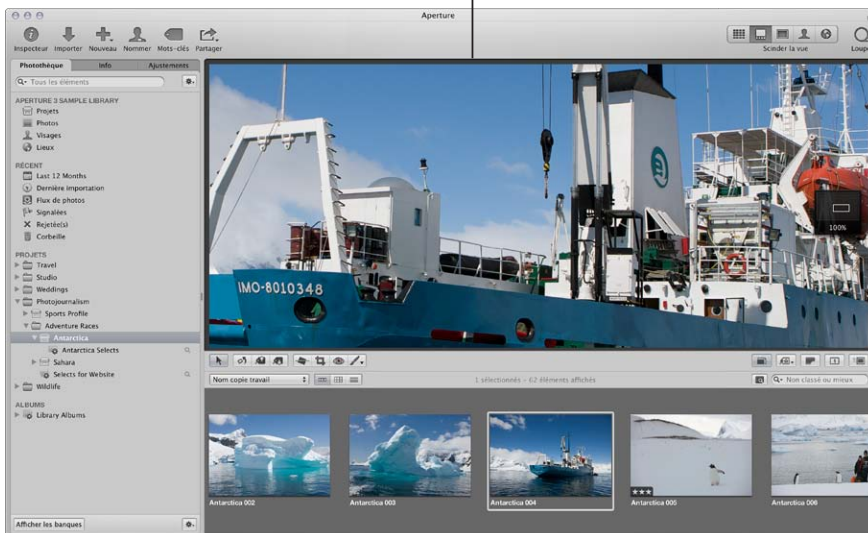 Aperture
Inspecteur Importer Nouveau Nommer Mots-clés Partager
Scinder la vue
Loupe
Photothèque Info Ajustements
Tous les éléments
APERTURE 3 SAMPLE LIBRARY
Projets
Photos
Visages
Lieux
RÉCENT
Last 12 Months
Dernière importation
Flux de photos
Signalées
Rejetée(s)
Corbeille
PROJETS
Travel
Studio
Weddings
Photojournalism
Sports Profile
Adventure Races
Antarctica
Antarctica Selects
Sahara
Selects for Website
Wildlife
ALBUMS
Library Albums
Afficher les banques
IMO-8010348
100%
Nom copie travail
1 sélectionnés - 62 éléments affichés
Non classé ou mieux
Antarctica 002
Antarctica 003
Antarctica 004
Antarctica 005
Antarctica 006